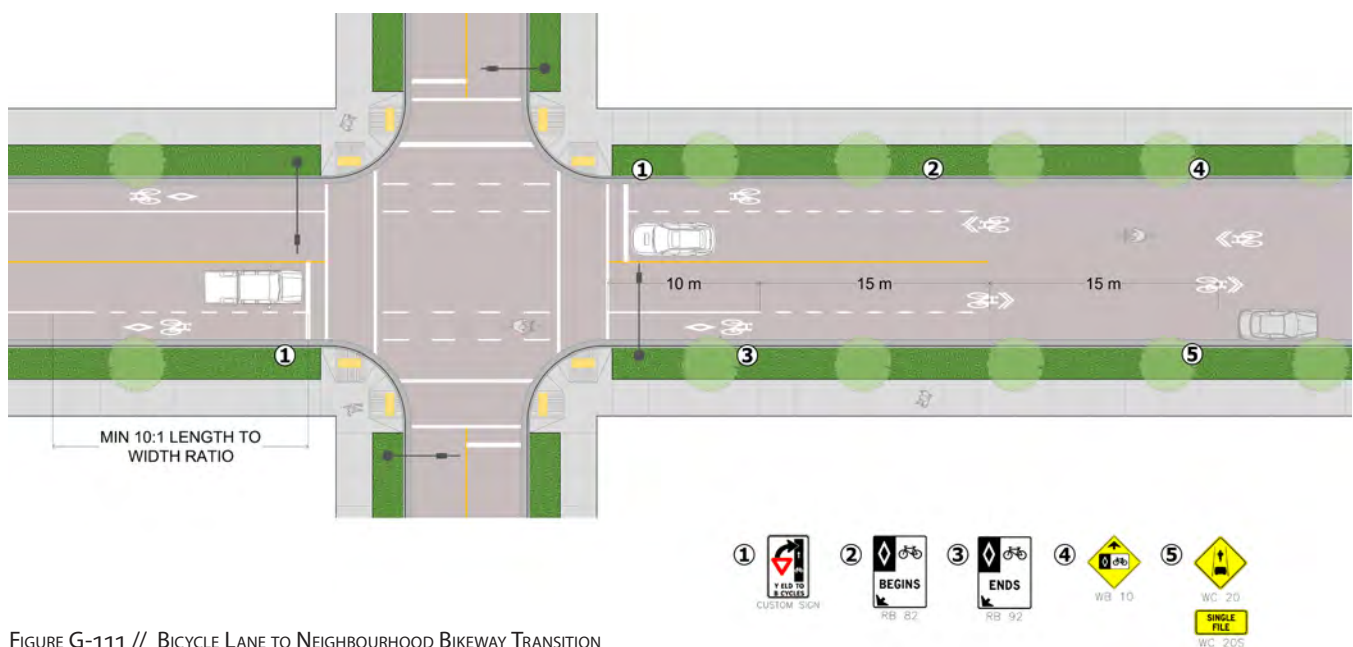 ① ② ④
10 m 15 m 15 m
① ③ ⑤
MIN 10:1 LENGTH TO
WIDTH RATIO
① ② ③ ④ ⑤
Y ELD TO
B CYCLES
CUSTOM SIGN
BEGINS
RB 82
ENDS
RB 92
WB 10
WC 20
SINGLE
FILE
WC 20S
FIGURE G-111 // BICYCLE LANE TO NEIGHBOURHOOD BIKEWAY TRANSITION